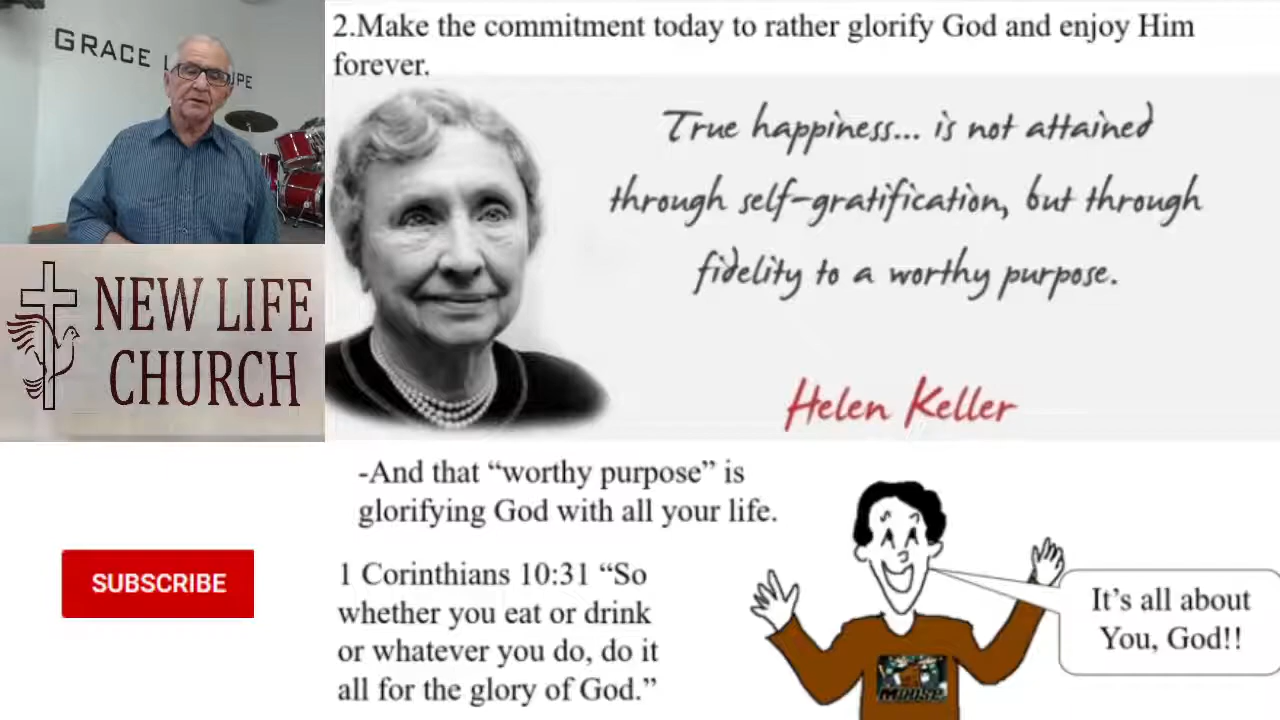 GRACE
2.Make the commitment today to rather glorify God and enjoy Him
forever.
True happiness... is not attained
through self-gratification, but through
fidelity to a worthy purpose.
Helen Keller
NEW LIFE
CHURCH
-And that “worthy purpose” is
glorifying God with all your life.
SUBSCRIBE
1 Corinthians 10:31 “So
whether you eat or drink
or whatever you do, do it
all for the glory of God.”
It’s all about
You, God!!